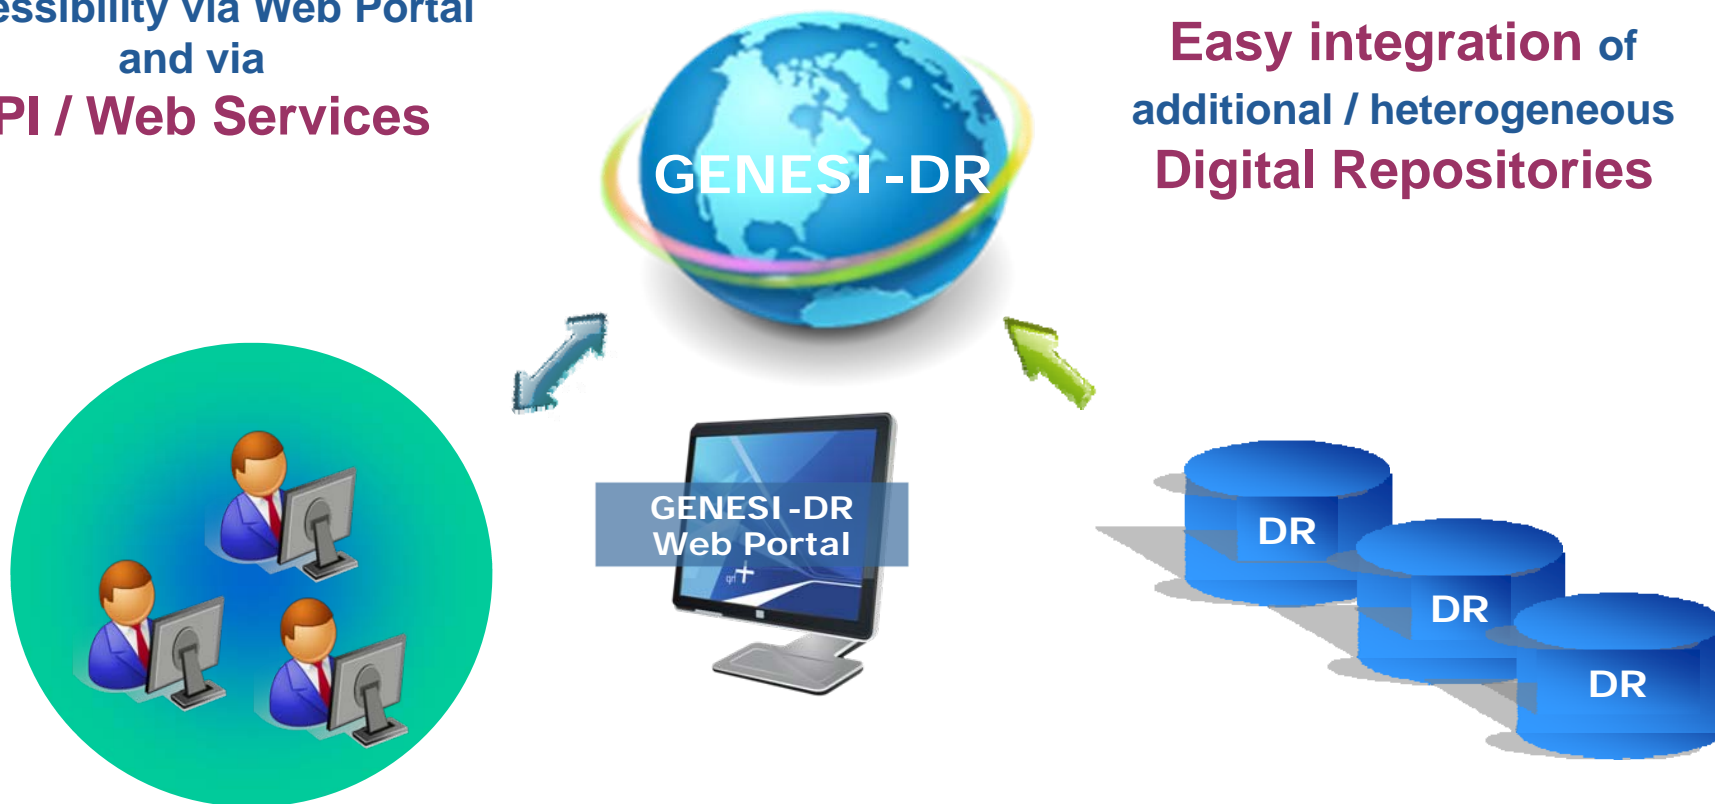 essibility via Web Portal
and via
PI / Web Services
GENESI-DR
Easy integration of
additional / heterogeneous
Digital Repositories
GENESI-DR
Web Portal
DR
DR
DR